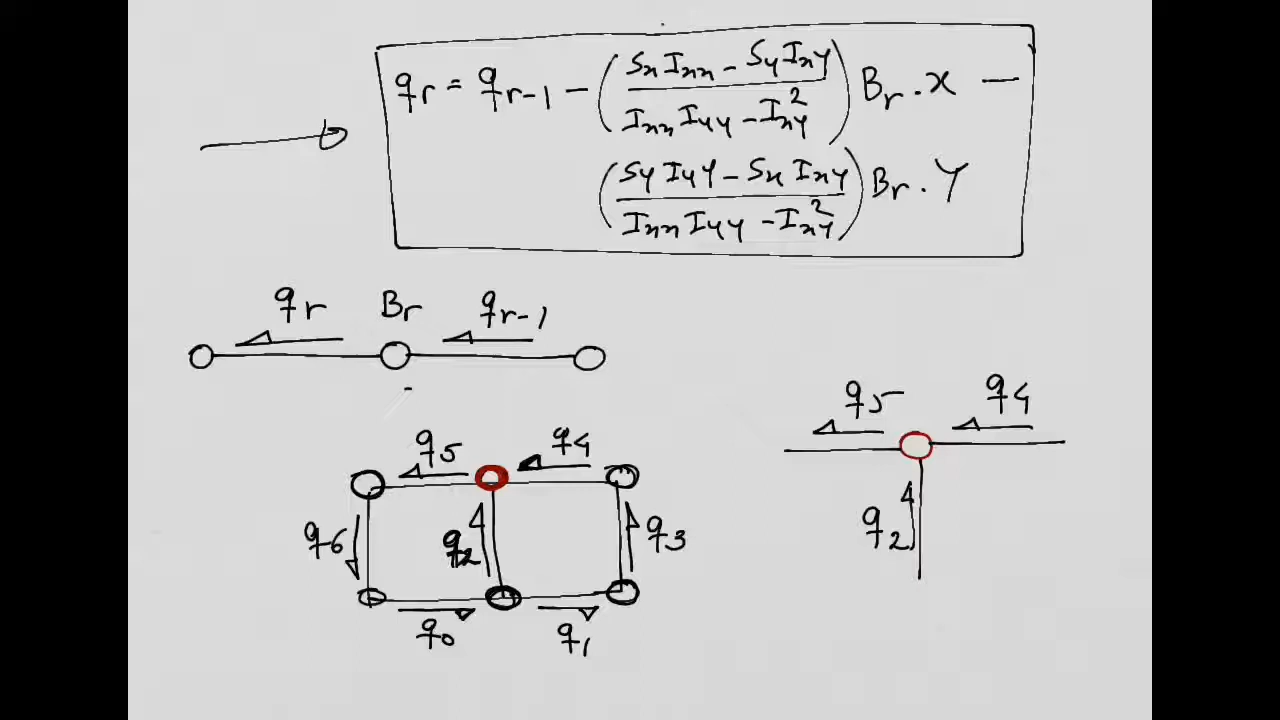 qr = qr-1 - (SxIxx - SyIxy / IxxIyy - Ixy²) Br.x -
(SyIyy - SxIxy / IxxIyy - Ixy²) Br.y
qr Br qr-1
q5 q4
q5 q4
q6 q2 q3
q2
q0 q1